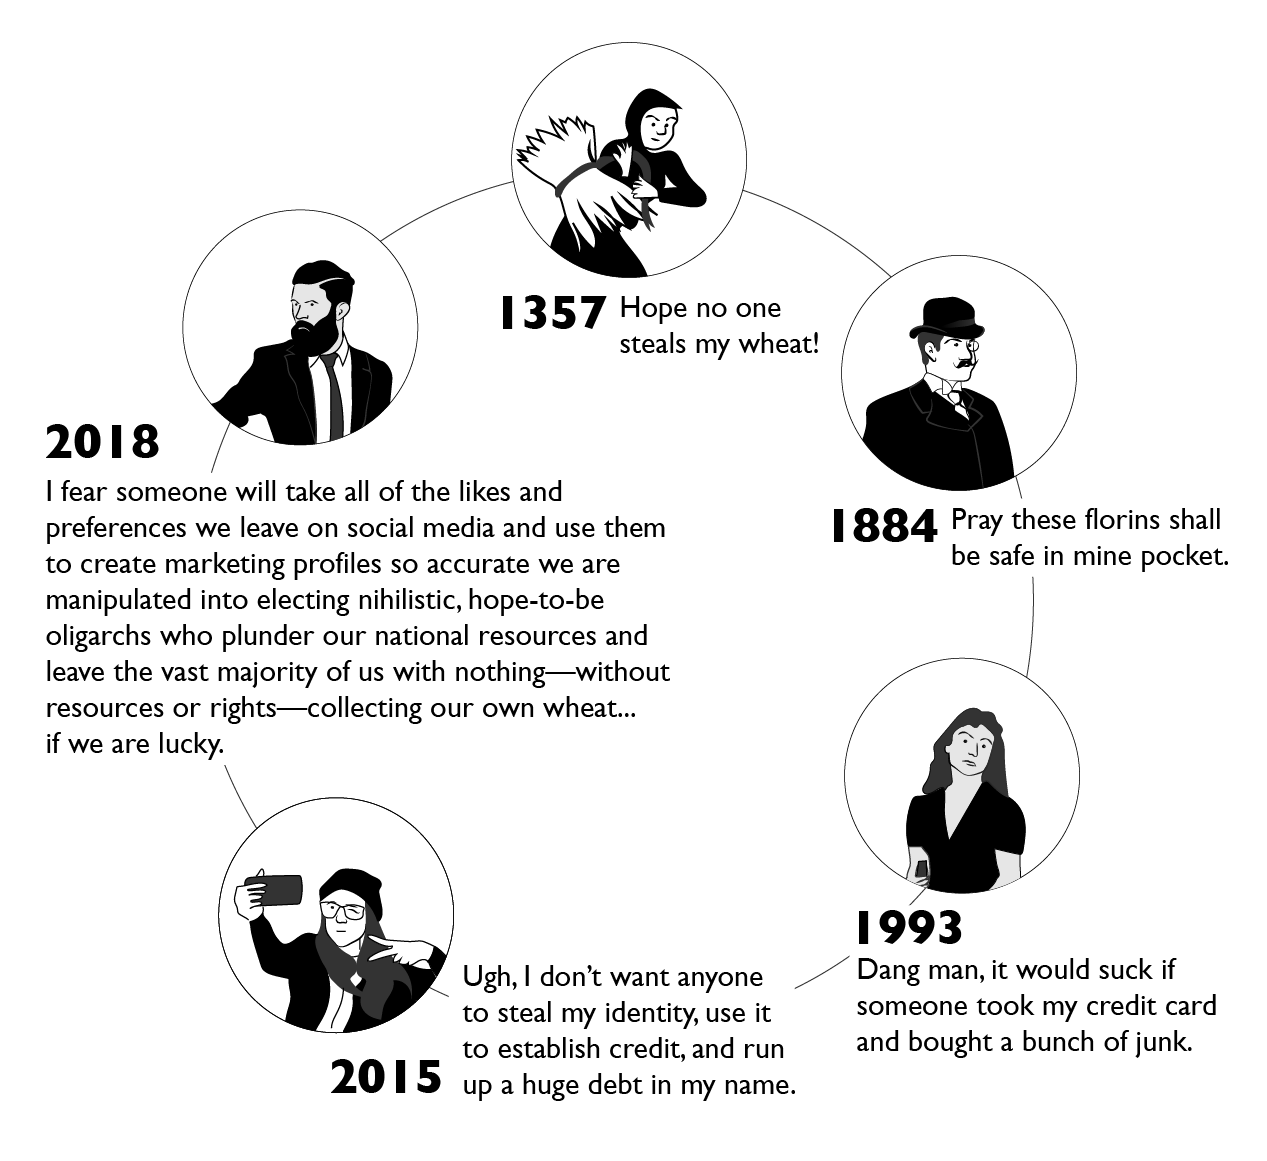 1357
Hope no one
steals my wheat!
1884
Pray these florins shall
be safe in mine pocket.
1993
Dang man, it would suck if
someone took my credit card
and bought a bunch of junk.
2015
Ugh, I don’t want anyone
to steal my identity, use it
to establish credit, and run
up a huge debt in my name.
2018
I fear someone will take all of the likes and
preferences we leave on social media and use them
to create marketing profiles so accurate we are
manipulated into electing nihilistic, hope-to-be
oligarchs who plunder our national resources and
leave the vast majority of us with nothing—without
resources or rights—collecting our own wheat...
if we are lucky.